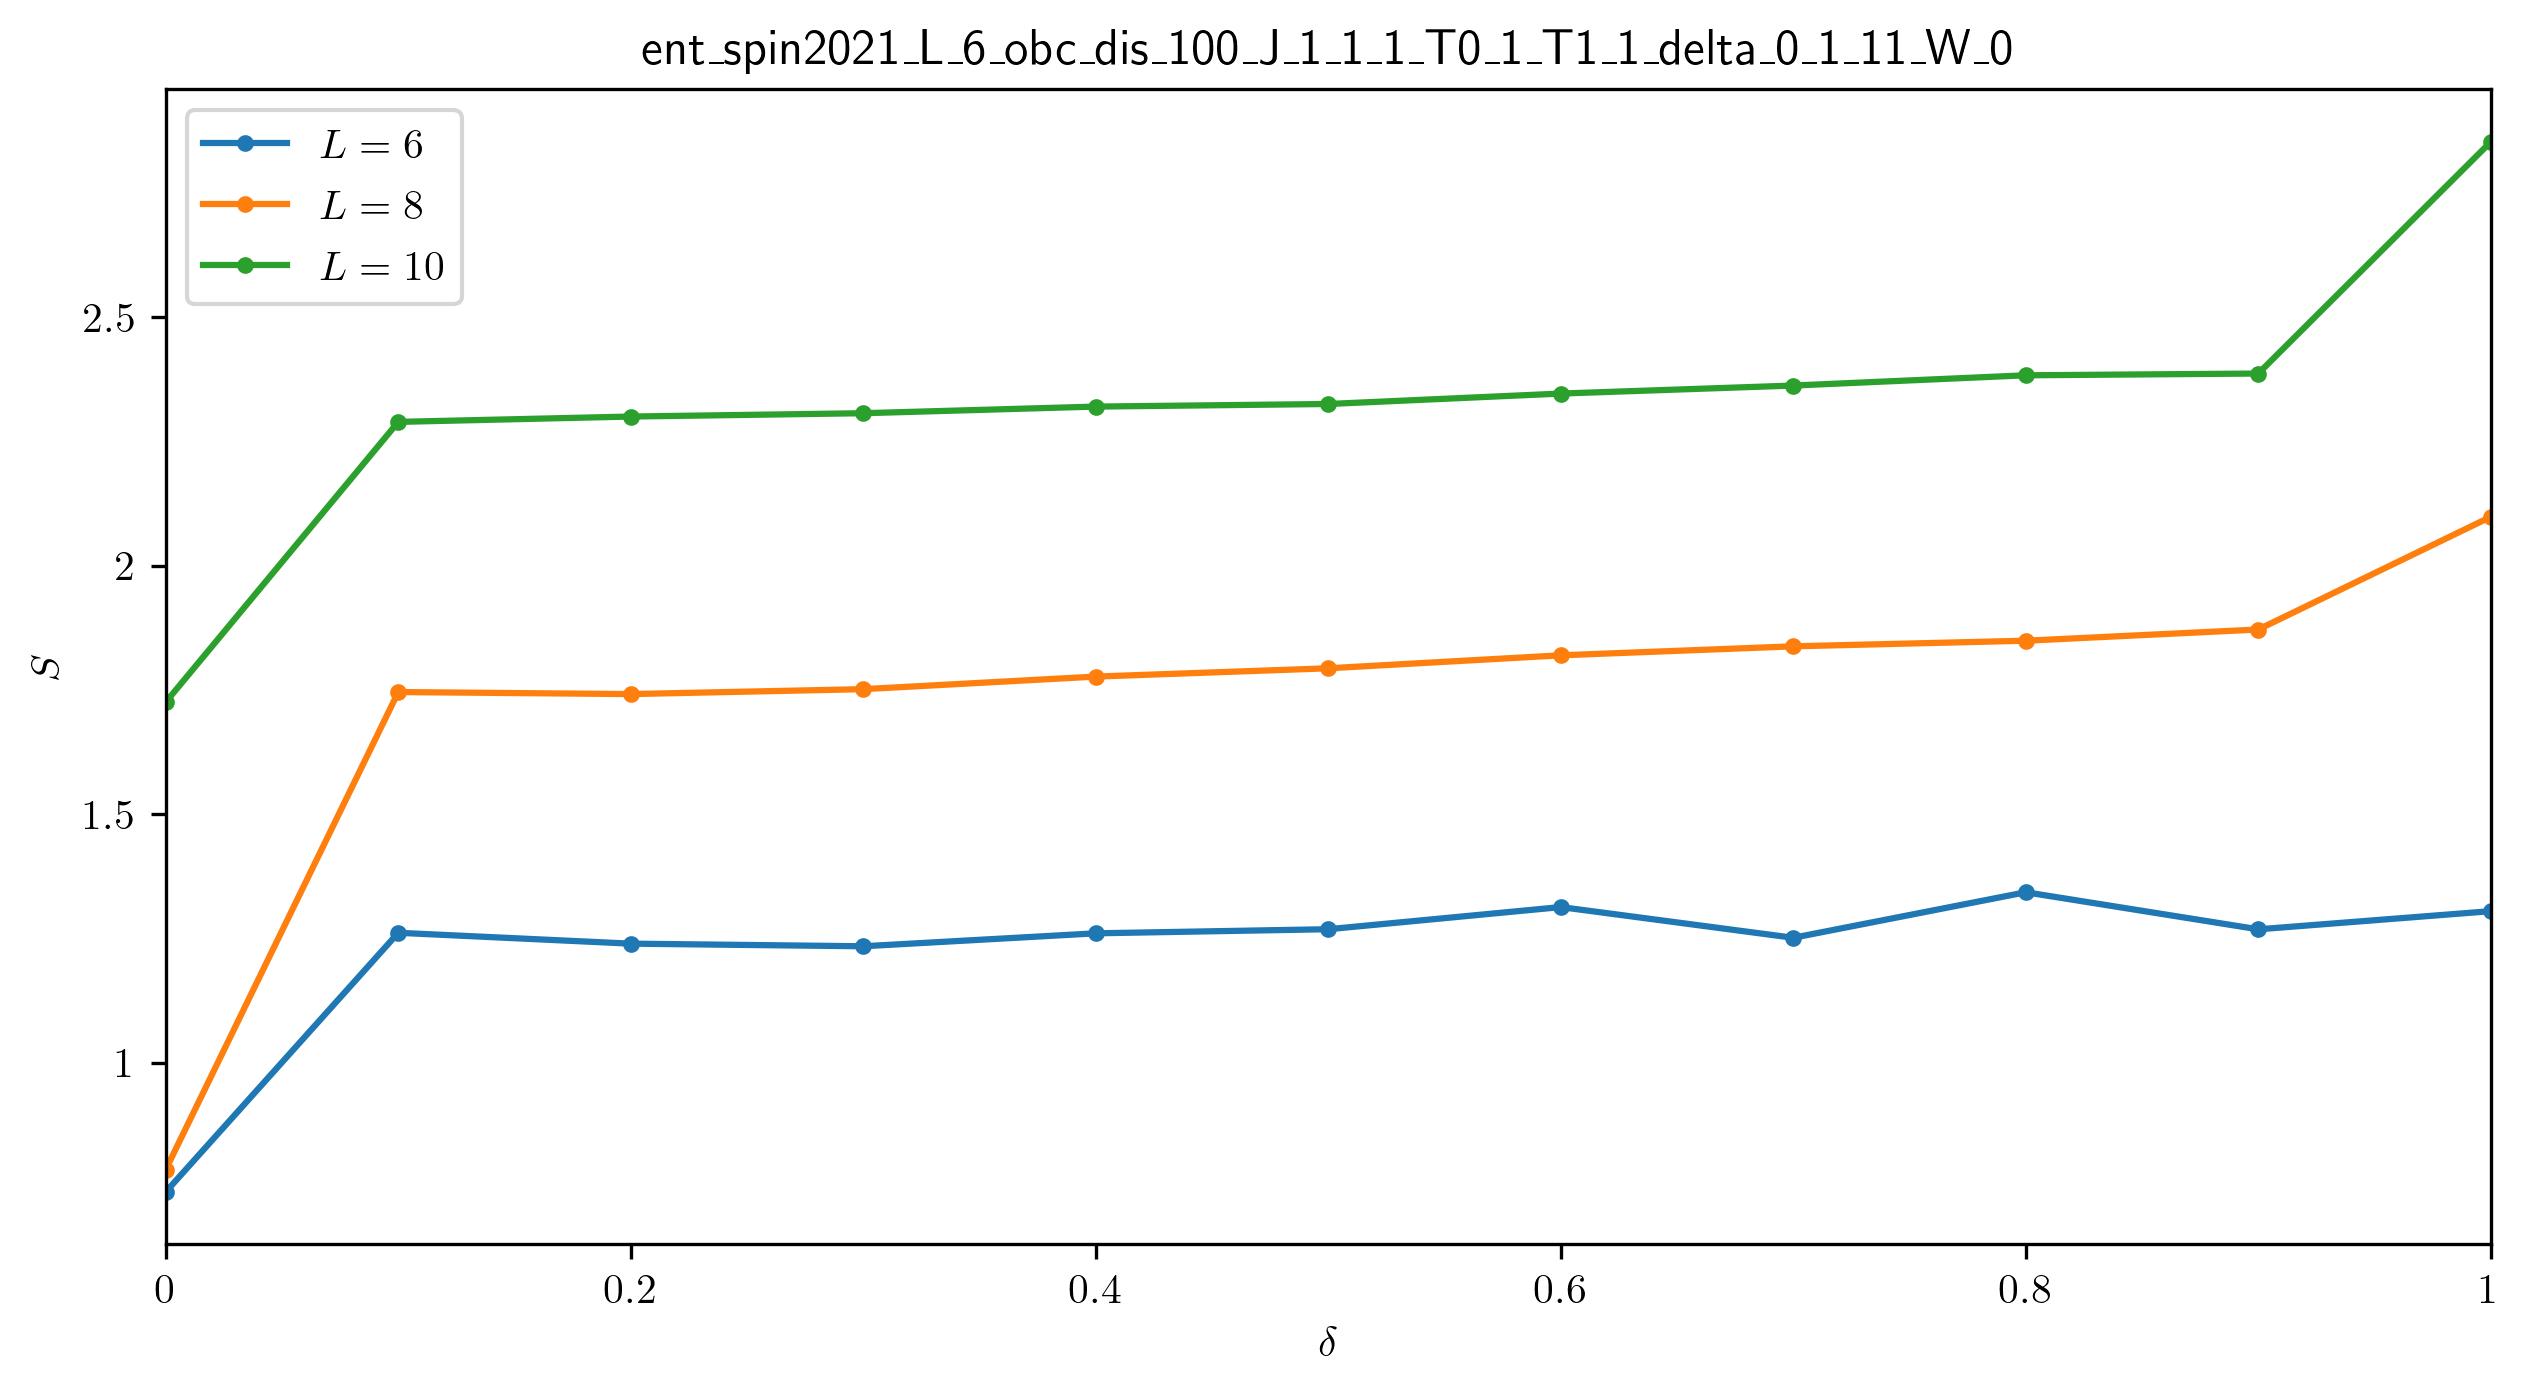 ent_spin2021_L_6_obc_dis_100_J_1_1_1_T0_1_T1_1_delta_0_1_11_W_0
L = 6
L = 8
L = 10
2.5
2
1.5
1
S
0 0.2 0.4 0.6 0.8 1
δ